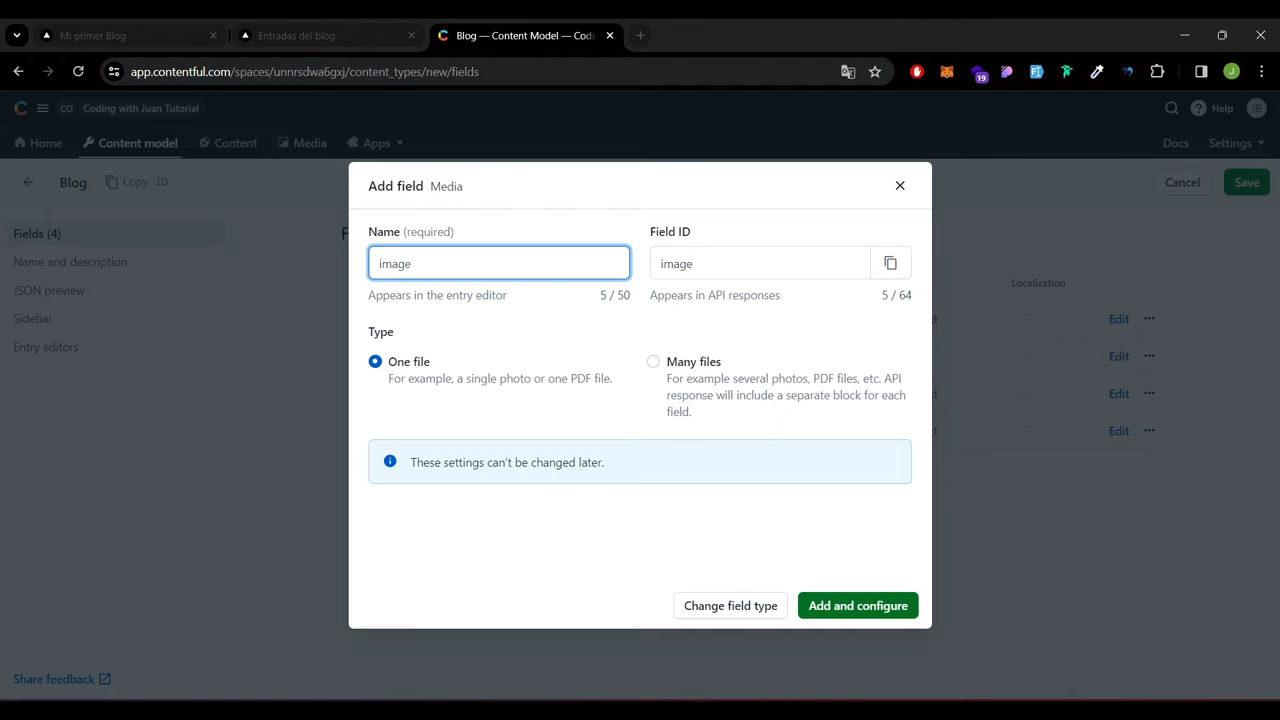 Mi primer Blog
Entradas del blog
Blog — Content Model — Codi
app.contentful.com/spaces/unnrsdwa6gxj/content_types/new/fields
19
J
CO Coding with Juan Tutorial
Help
JB
Home
Content model
Content
Media
Apps
Docs
Settings
Blog
Copy ID
Cancel
Save
Fields (4)
Name and description
JSON preview
Sidebar
Entry editors
Localization
Edit
Edit
Edit
Edit
Add field Media
Name (required)
Field ID
image
image
Appears in the entry editor
5 / 50
Appears in API responses
5 / 64
Type
One file
For example, a single photo or one PDF file.
Many files
For example several photos, PDF files, etc. API
response will include a separate block for each
field.
These settings can't be changed later.
Change field type
Add and configure
Share feedback